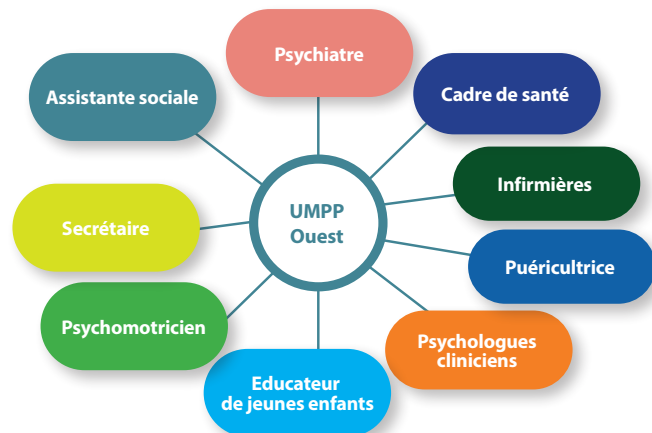 Psychiatre
Assistante sociale
Cadre de santé
Infirmières
UMPP
Ouest
Secrétaire
Puéricultrice
Psychomotricien
Psychologues
cliniciens
Educateur
de jeunes enfants